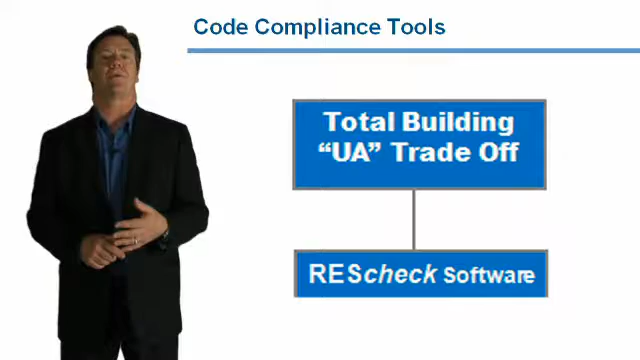 Code Compliance Tools
Total Building
“UA” Trade Off
REScheck Software